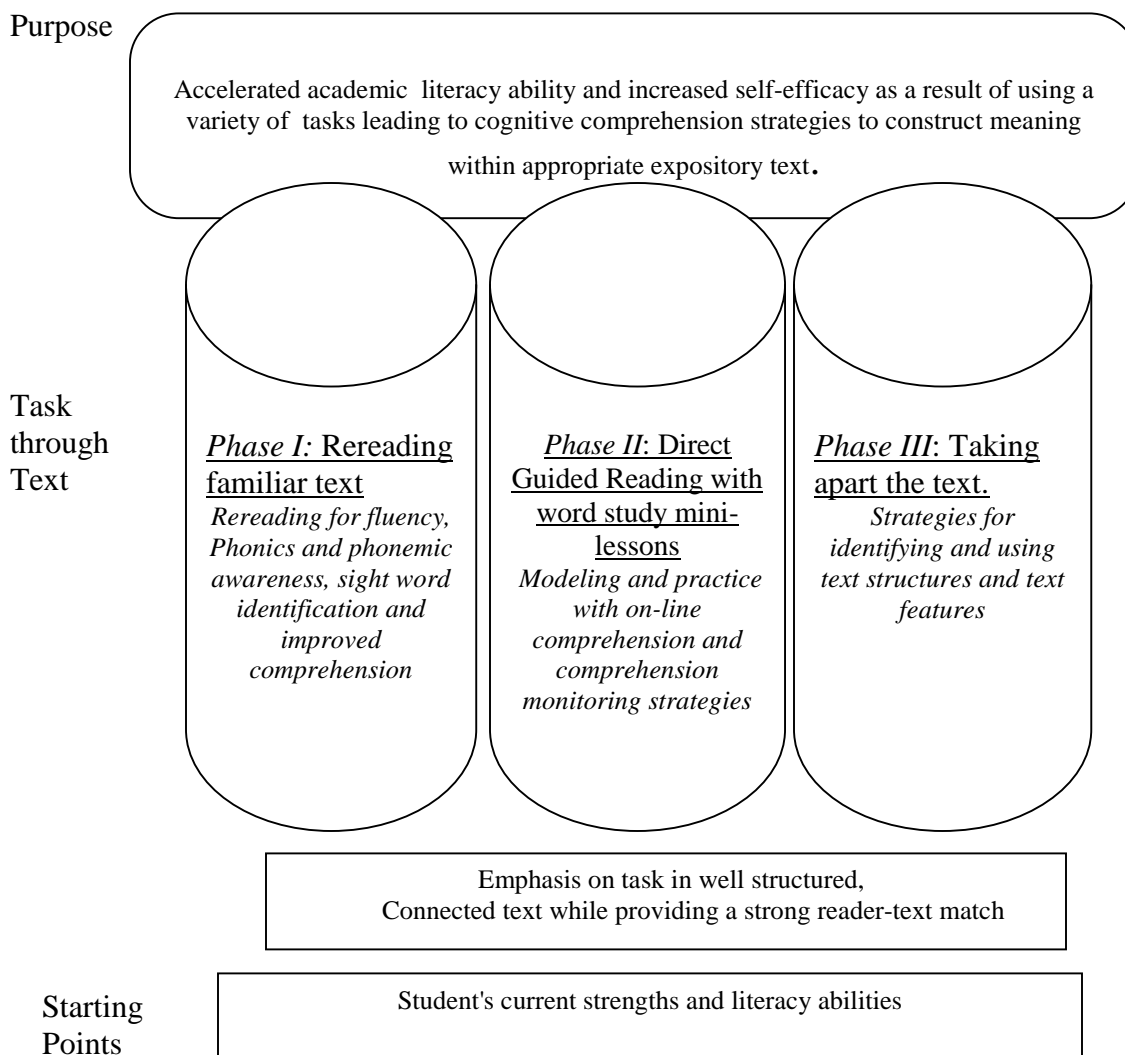 Purpose
Accelerated academic literacy ability and increased self-efficacy as a result of using a
variety of tasks leading to cognitive comprehension strategies to construct meaning
within appropriate expository text.
Task
through
Text
Phase I: Rereading
familiar text
Rereading for fluency,
Phonics and phonemic
awareness, sight word
identification and
improved
comprehension
Phase II: Direct
Guided Reading with
word study mini-
lessons
Modeling and practice
with on-line
comprehension and
comprehension
monitoring strategies
Phase III: Taking
apart the text.
Strategies for
identifying and using
text structures and text
features
Emphasis on task in well structured,
Connected text while providing a strong reader-text match
Starting
Points
Student's current strengths and literacy abilities